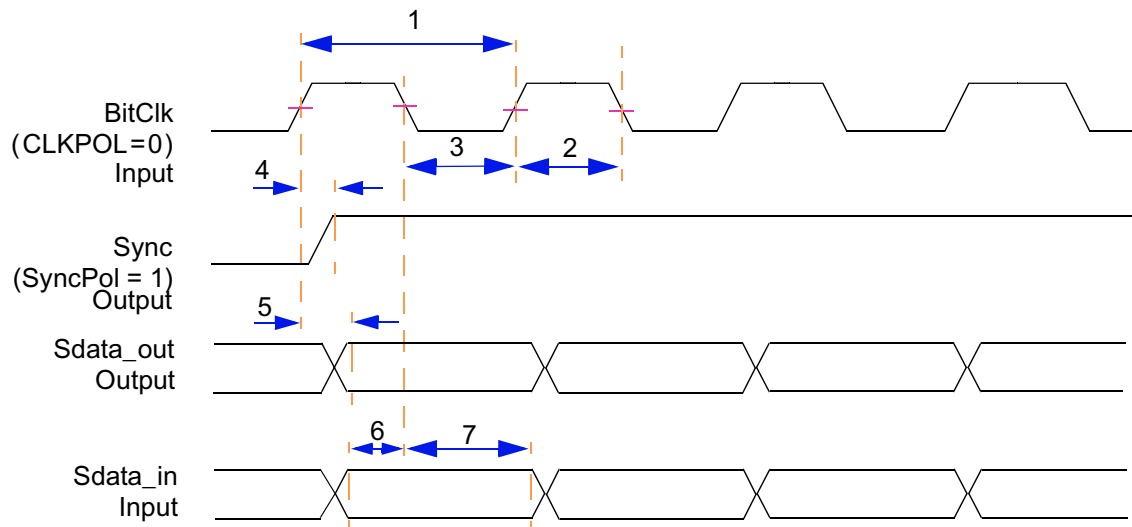 1
BitClk
(CLKPOL=0)
Input
3
2
4
Sync
(SyncPol = 1)
Output
5
Sdata_out
Output
6
7
Sdata_in
Input